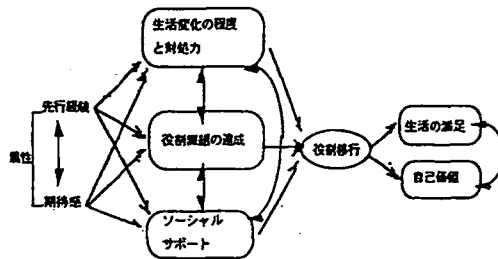 生活変化の程度
と対処力
先行経験
役割課題の達成
役割移行
生活の満足
属性
期待感
自己価値
ソーシャル
サポート